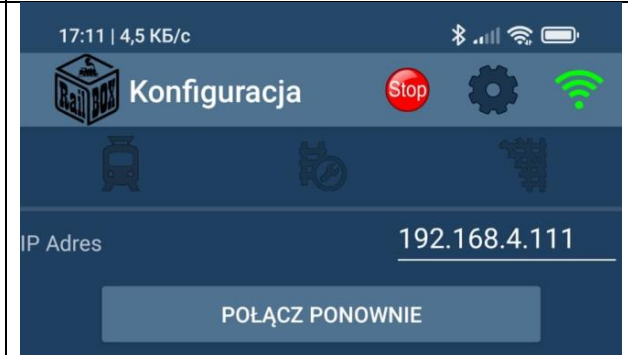 17:11 | 4,5 КБ/с
Rail BOX Konfiguracja Stop
IP Adres 192.168.4.111
POŁĄCZ PONOWNIE